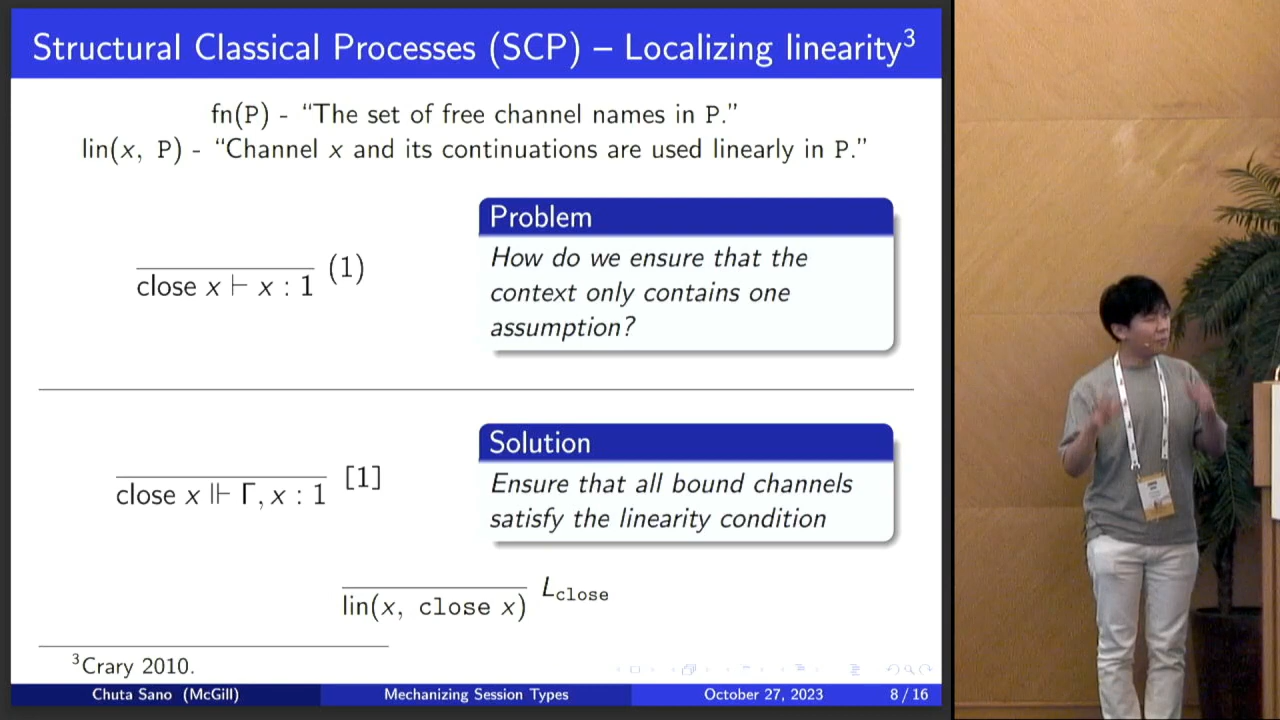 Structural Classical Processes (SCP) – Localizing linearity³
fn(P) - “The set of free channel names in P.”
lin(x, P) - “Channel x and its continuations are used linearly in P.”
Problem
How do we ensure that the
context only contains one
assumption?
close x ⊢ x : 1 (1)
Solution
Ensure that all bound channels
satisfy the linearity condition
close x ⊩ Γ, x : 1 [1]
lin(x, close x) L_close
³Crary 2010.
Chuta Sano (McGill) Mechanizing Session Types October 27, 2023 8 / 16